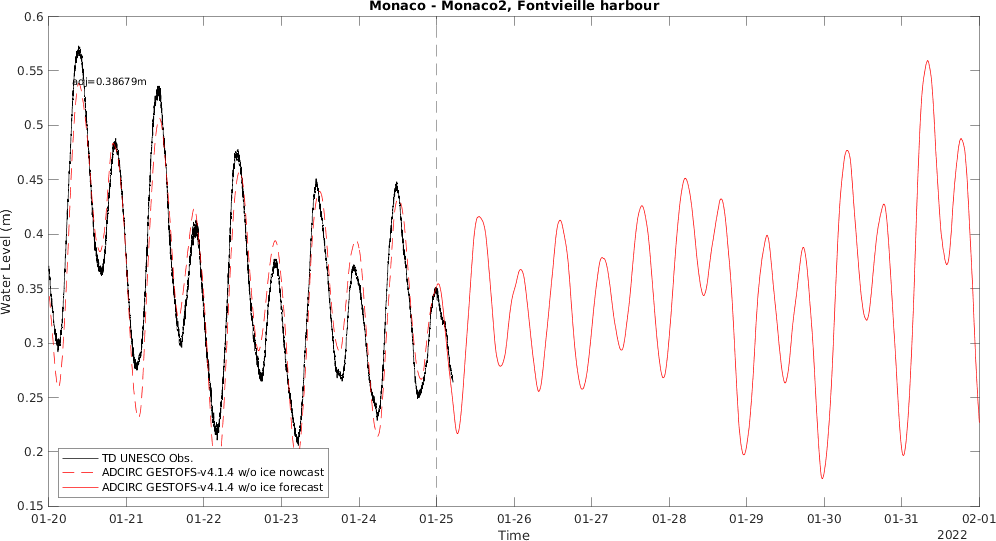 Monaco - Monaco2, Fontvieille harbour
0.6
0.55
0.5
0.45
0.4
0.35
0.3
0.25
0.2
0.15
Water Level (m)
adj=0.38679m
TD UNESCO Obs.
ADCIRC GESTOFS-v4.1.4 w/o ice nowcast
ADCIRC GESTOFS-v4.1.4 w/o ice forecast
01-20 01-21 01-22 01-23 01-24 01-25 01-26 01-27 01-28 01-29 01-30 01-31 02-01
Time
2022